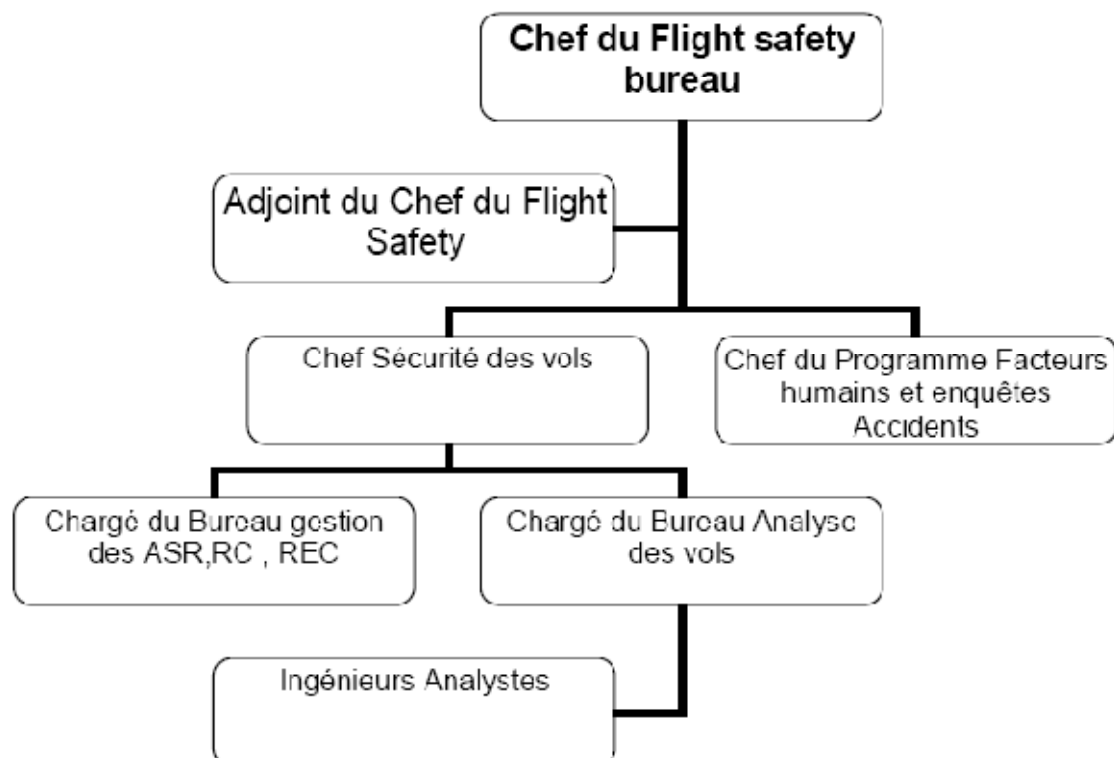 Chef du Flight safety
bureau
Adjoint du Chef du Flight
Safety
Chef Sécurité des vols
Chef du Programme Facteurs
humains et enquêtes
Accidents
Chargé du Bureau gestion
des ASR,RC , REC
Chargé du Bureau Analyse
des vols
Ingénieurs Analystes